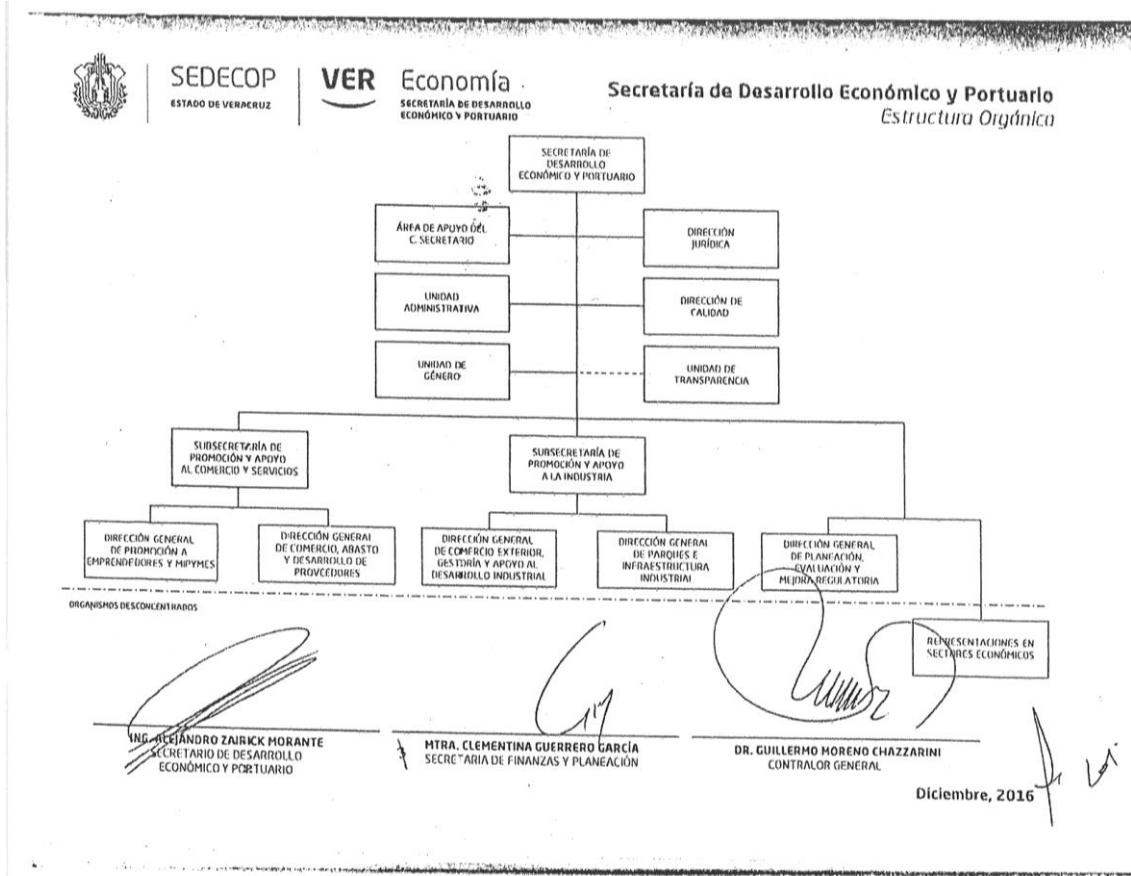 SEDECOP
ESTADO DE VERACRUZ
VER
Economía
SECRETARÍA DE DESARROLLO
ECONÓMICO Y PORTUARIO
Secretaría de Desarrollo Económico y Portuario
Estructura Orgánica
SECRETARÍA DE
DESARROLLO
ECONÓMICO Y PORTUARIO
ÁREA DE APOYO DEL
C. SECRETARIO
DIRECCIÓN
JURÍDICA
UNIDAD
ADMINISTRATIVA
DIRECCIÓN DE
CALIDAD
UNIDAD DE
GÉNERO
UNIDAD DE
TRANSPARENCIA
SUBSECRETARÍA DE
PROMOCIÓN Y APOYO
AL COMERCIO Y SERVICIOS
SUBSECRETARÍA DE
PROMOCIÓN Y APOYO
A LA INDUSTRIA
DIRECCIÓN GENERAL
DE PROMOCIÓN A
EMPRENDEDORES Y MIPYMES
DIRECCIÓN GENERAL
DE COMERCIO, ABASTO
Y DESARROLLO DE
PROVEEDORES
DIRECCIÓN GENERAL
DE COMERCIO EXTERIOR,
GESTORÍA Y APOYO AL
DESARROLLO INDUSTRIAL
DIRECCIÓN GENERAL
DE PARQUES E
INFRAESTRUCTURA
INDUSTRIAL
DIRECCIÓN GENERAL
DE PLANEACIÓN,
EVALUACIÓN Y
MEJORA REGULATORIA
ORGANISMOS DESCONCENTRADOS
REPRESENTACIONES EN
SECTORES ECONÓMICOS
ING. ALEJANDRO ZAIRICK MORANTE
SECRETARIO DE DESARROLLO
ECONÓMICO Y PORTUARIO
MTRA. CLEMENTINA GUERRERO GARCÍA
SECRETARIA DE FINANZAS Y PLANEACIÓN
DR. GUILLERMO MORENO CHAZZARINI
CONTRALOR GENERAL
Diciembre, 2016